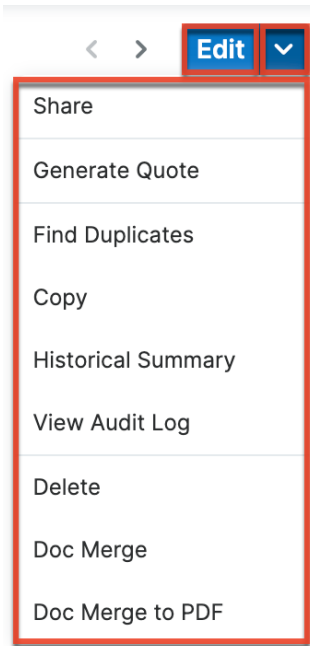 Edit
Share
Generate Quote
Find Duplicates
Copy
Historical Summary
View Audit Log
Delete
Doc Merge
Doc Merge to PDF